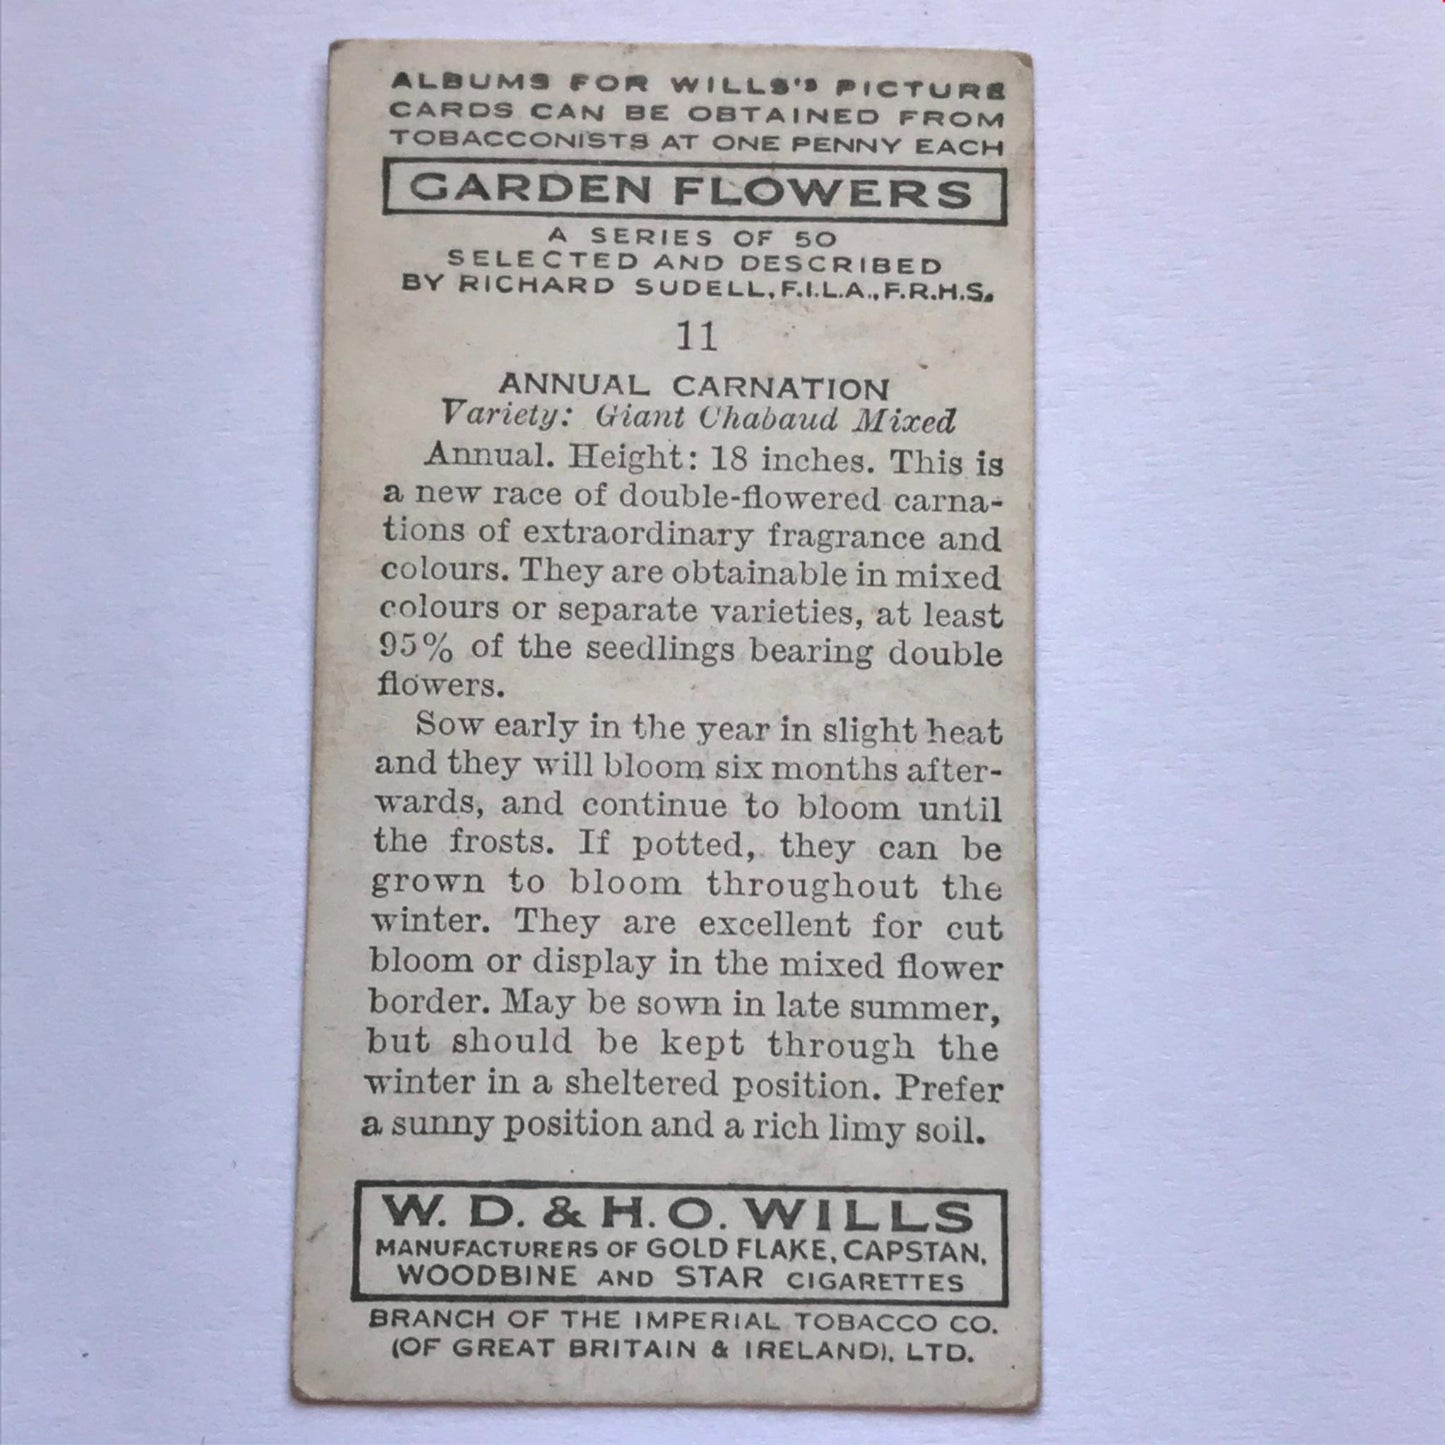 ALBUMS FOR WILLS'S PICTURE
CARDS CAN BE OBTAINED FROM
TOBACCONISTS AT ONE PENNY EACH
GARDEN FLOWERS
A SERIES OF 50
SELECTED AND DESCRIBED
BY RICHARD SUDELL, F.I.L.A., F.R.H.S.
11
ANNUAL CARNATION
Variety: Giant Chabaud Mixed
Annual. Height: 18 inches. This is
a new race of double-flowered carna-
tions of extraordinary fragrance and
colours. They are obtainable in mixed
colours or separate varieties, at least
95% of the seedlings bearing double
flowers.
Sow early in the year in slight heat
and they will bloom six months after-
wards, and continue to bloom until
the frosts. If potted, they can be
grown to bloom throughout the
winter. They are excellent for cut
bloom or display in the mixed flower
border. May be sown in late summer,
but should be kept through the
winter in a sheltered position. Prefer
a sunny position and a rich limy soil.
W. D. & H. O. WILLS
MANUFACTURERS OF GOLD FLAKE, CAPSTAN,
WOODBINE AND STAR CIGARETTES
BRANCH OF THE IMPERIAL TOBACCO CO.
(OF GREAT BRITAIN & IRELAND), LTD.